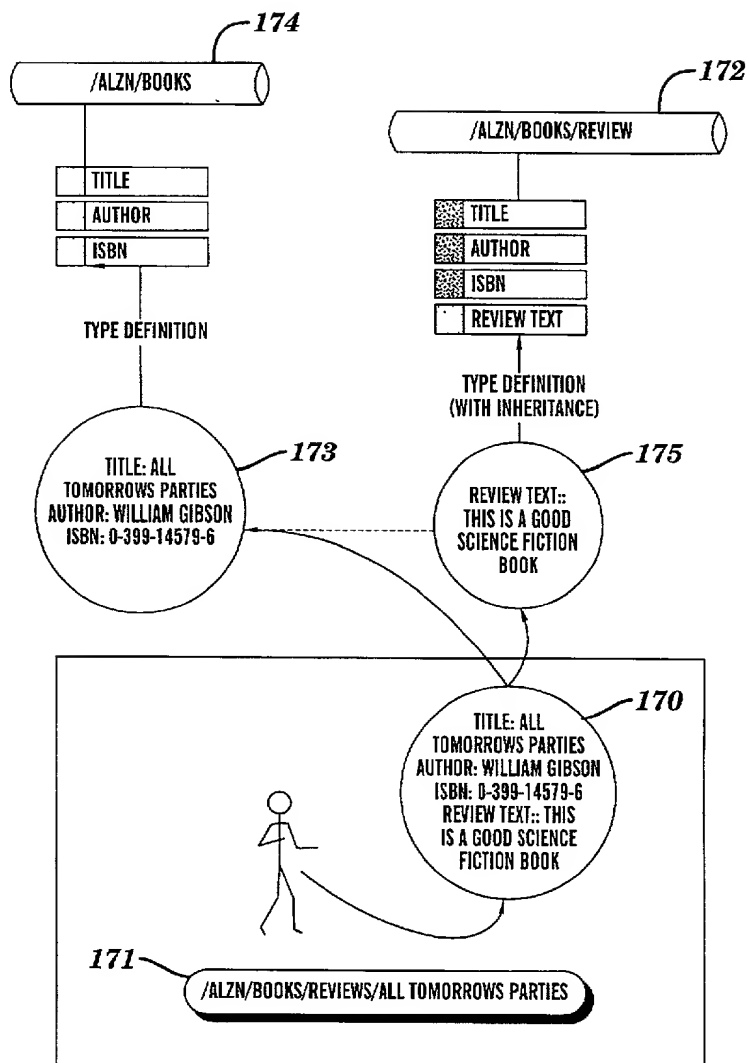 174
/ALZN/BOOKS
172
/ALZN/BOOKS/REVIEW
TITLE
AUTHOR
ISBN
TITLE
AUTHOR
ISBN
REVIEW TEXT
TYPE DEFINITION
TYPE DEFINITION
(WITH INHERITANCE)
173
TITLE: ALL
TOMORROWS PARTIES
AUTHOR: WILLIAM GIBSON
ISBN: 0-399-14579-6
175
REVIEW TEXT::
THIS IS A GOOD
SCIENCE FICTION
BOOK
170
TITLE: ALL
TOMORROWS PARTIES
AUTHOR: WILLIAM GIBSON
ISBN: 0-399-14579-6
REVIEW TEXT:: THIS
IS A GOOD SCIENCE
FICTION BOOK
171
/ALZN/BOOKS/REVIEWS/ALL TOMORROWS PARTIES